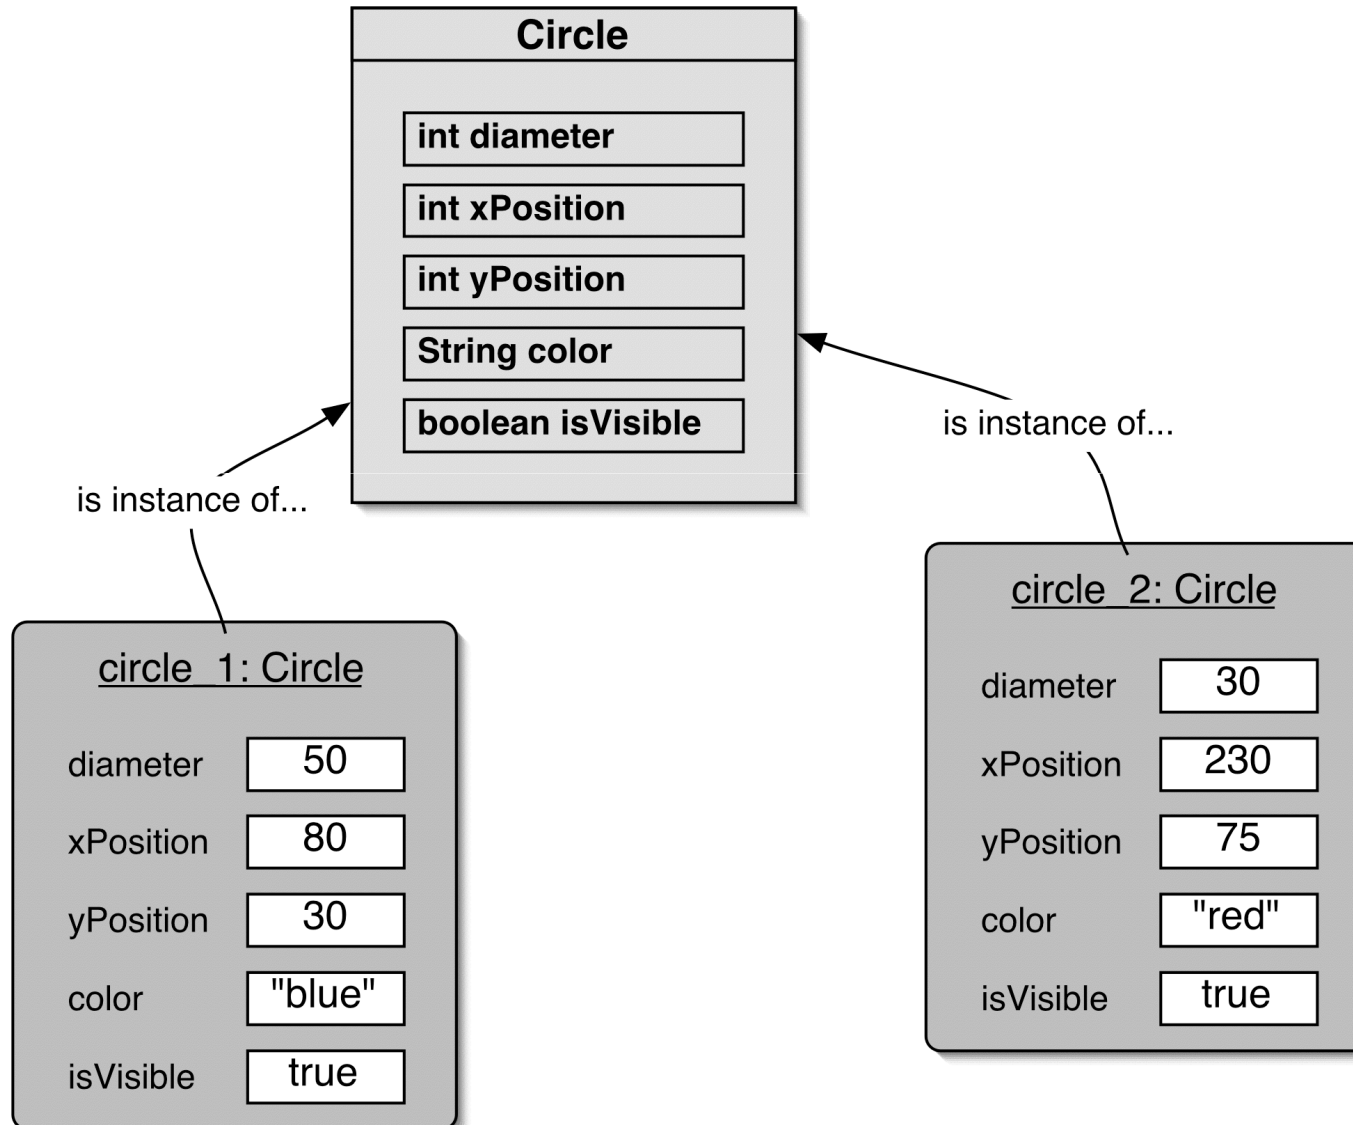 Circle
int diameter
int xPosition
int yPosition
String color
boolean isVisible
is instance of...
is instance of...
circle_1: Circle
diameter 50
xPosition 80
yPosition 30
color "blue"
isVisible true
circle_2: Circle
diameter 30
xPosition 230
yPosition 75
color "red"
isVisible true